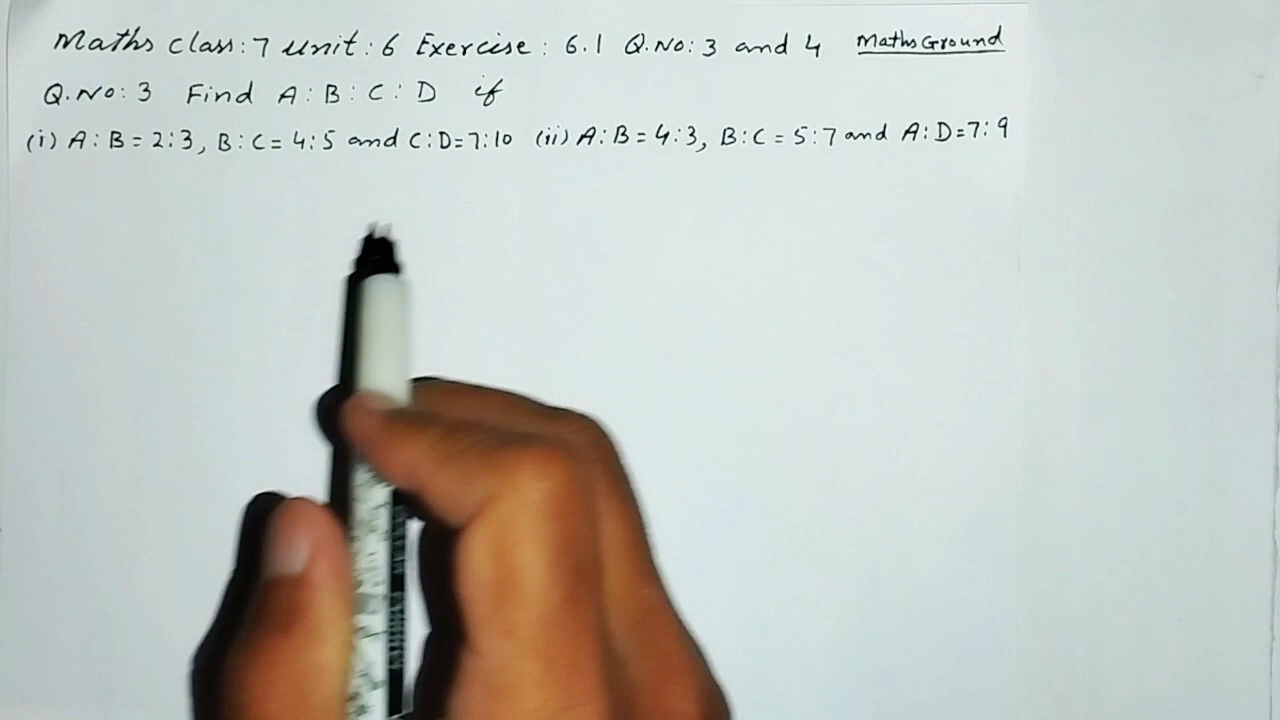 Maths class: 7 unit: 6 Exercise: 6.1 Q.No: 3 and 4 MathsGround
Q.No: 3 Find A : B : C : D if
(i) A : B = 2:3, B : C = 4:5 and C:D=7:10 (ii) A : B = 4:3, B : C = 5:7 and A:D=7:9